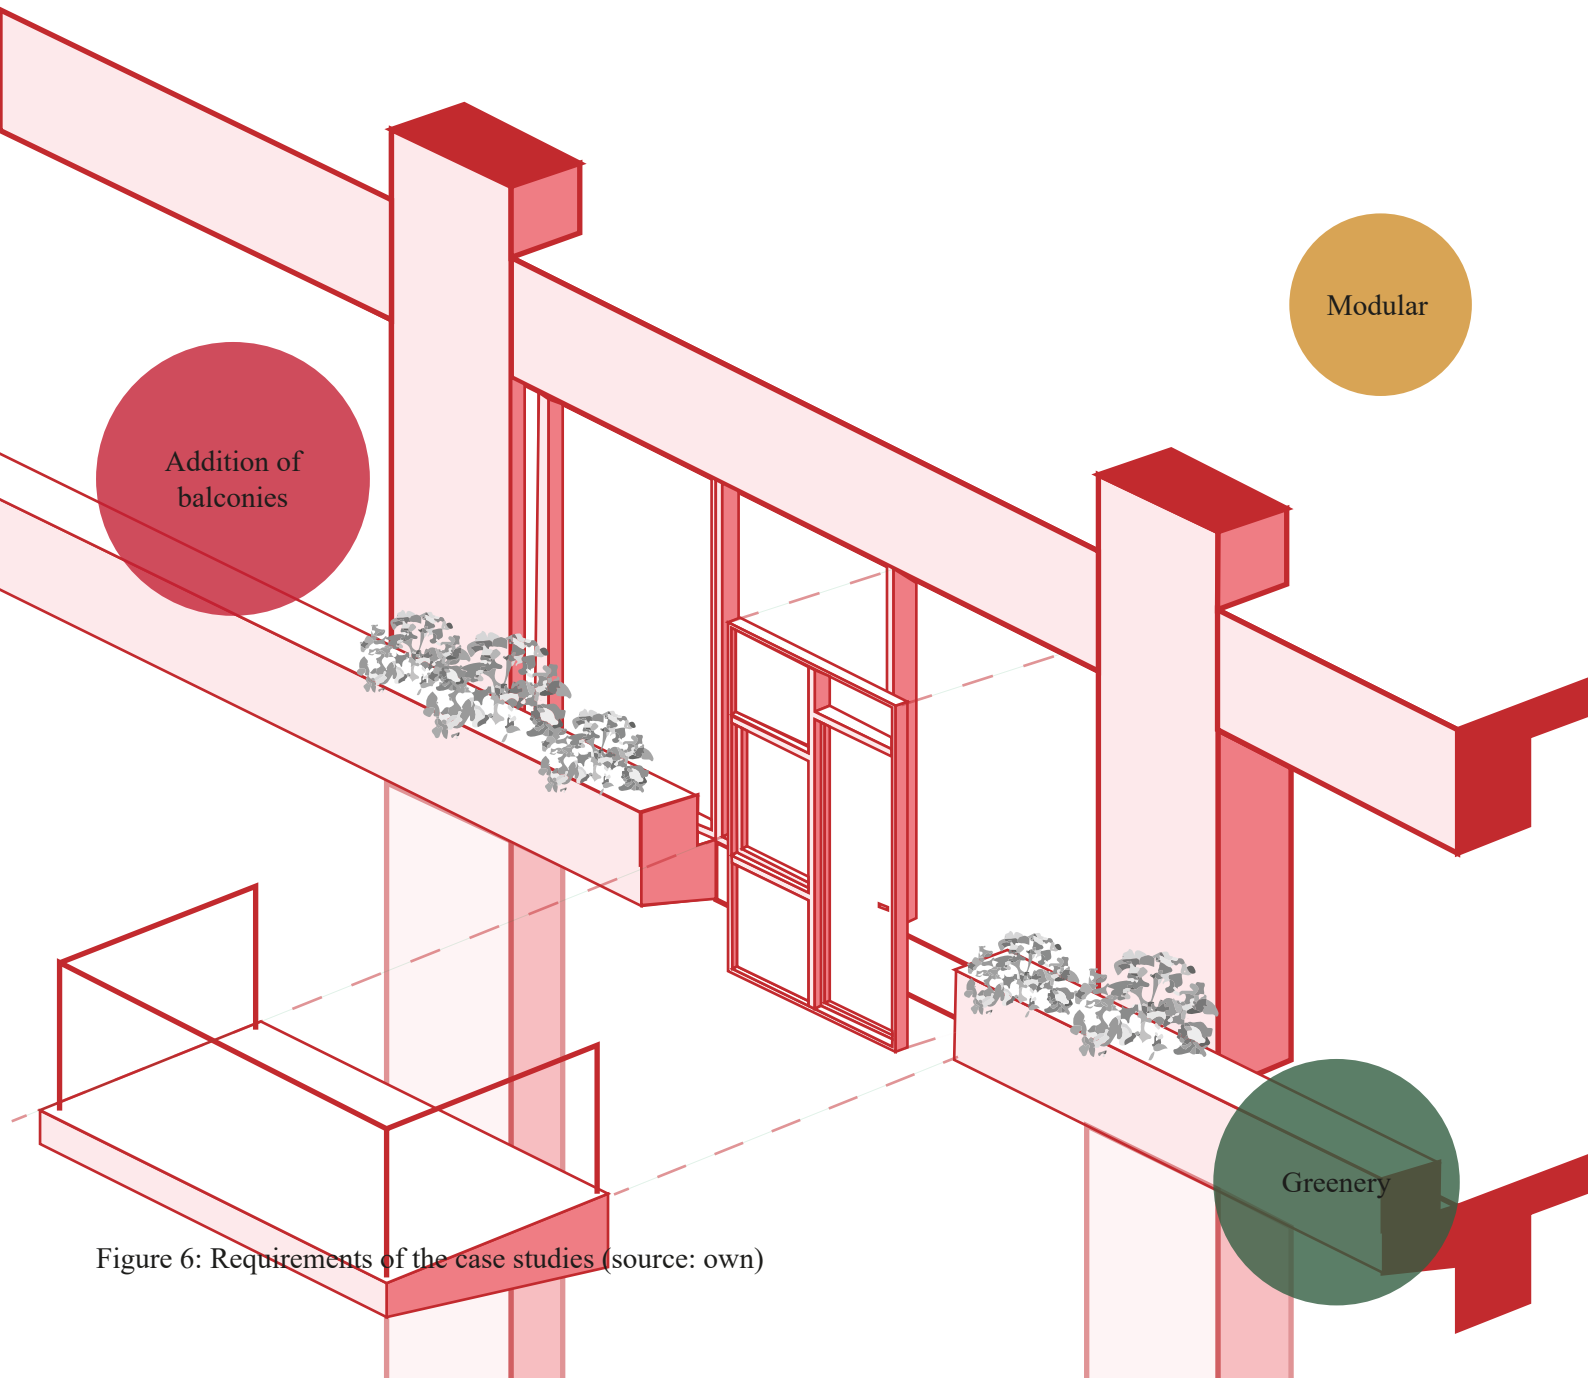 Modular
Addition of
balconies
Greenery
Figure 6: Requirements of the case studies (source: own)